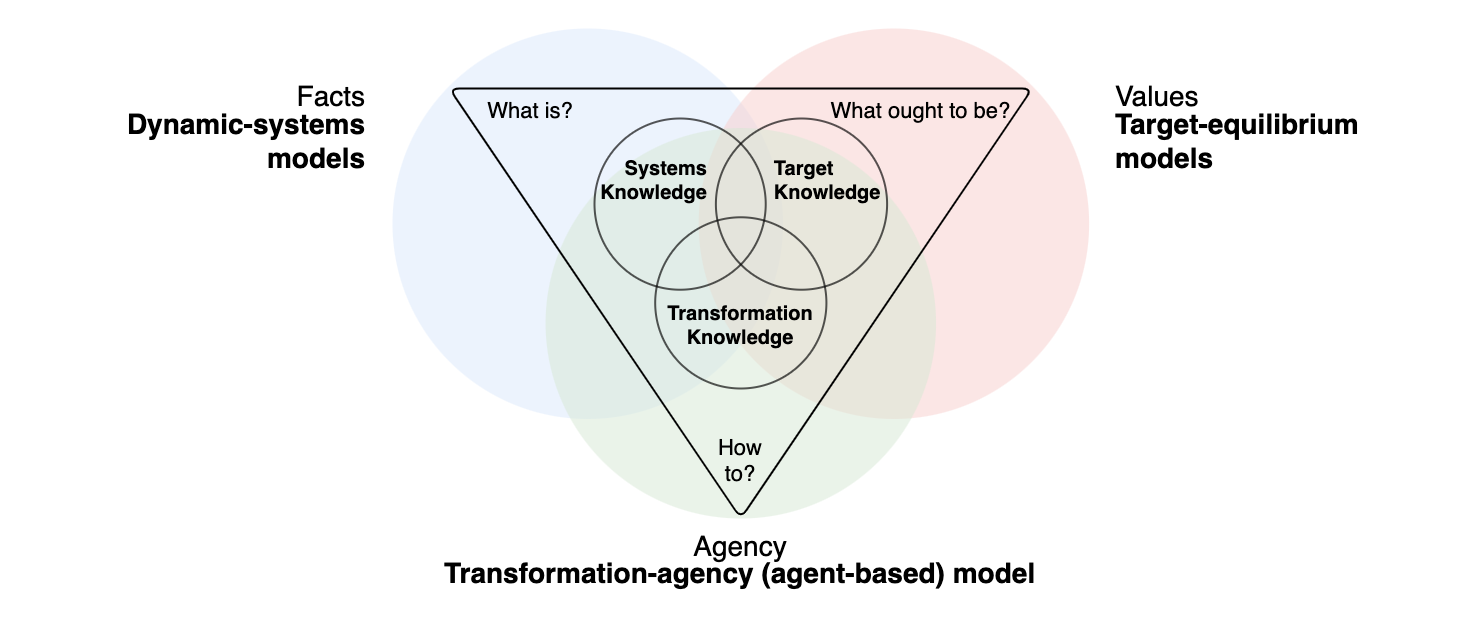 Facts
Dynamic-systems
models
What is?
What ought to be?
Values
Target-equilibrium
models
Systems
Knowledge
Target
Knowledge
Transformation
Knowledge
How
to?
Agency
Transformation-agency (agent-based) model